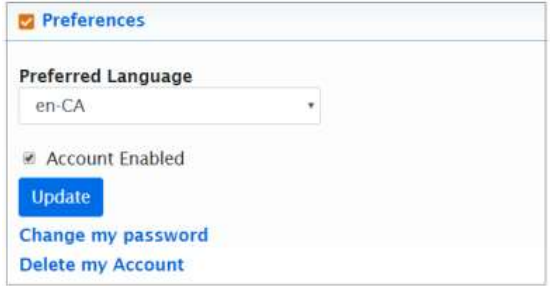 Preferences
Preferred Language
en-CA
Account Enabled
Update
Change my password
Delete my Account